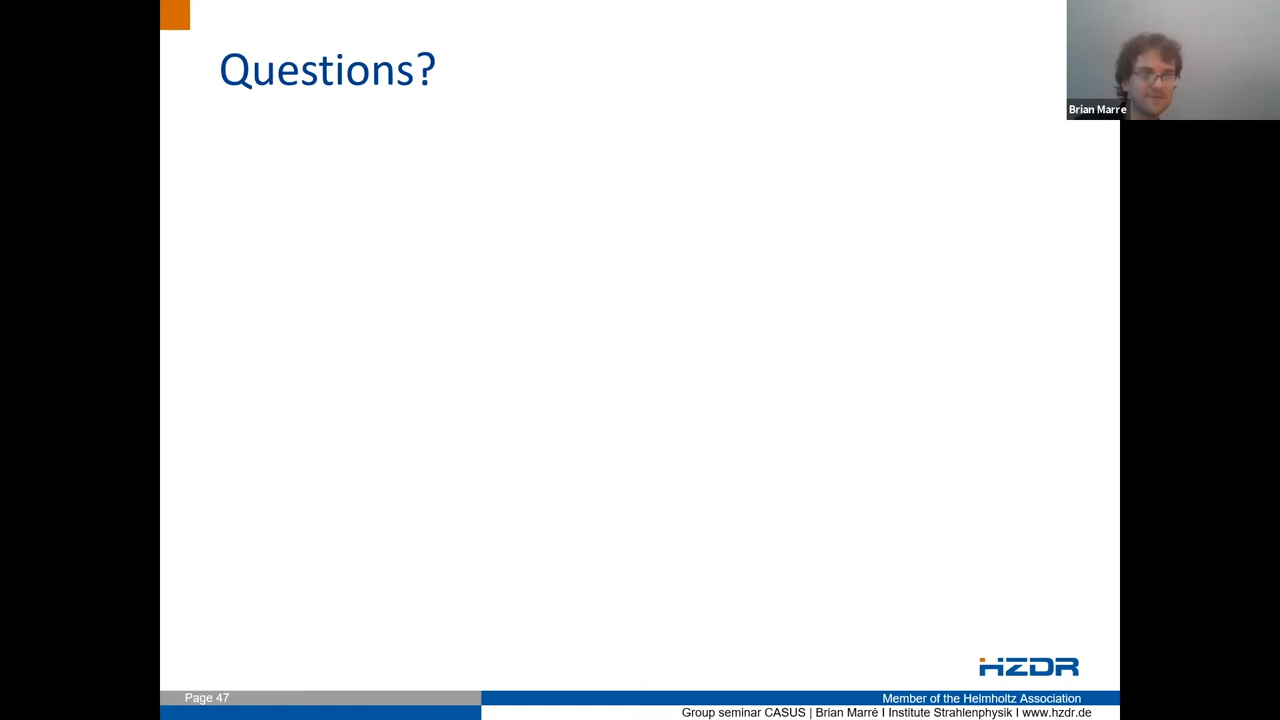 Questions?
Brian Marre
HZDR
Page 47
Member of the Helmholtz Association
Group seminar CASUS | Brian Marré I Institute Strahlenphysik I www.hzdr.de